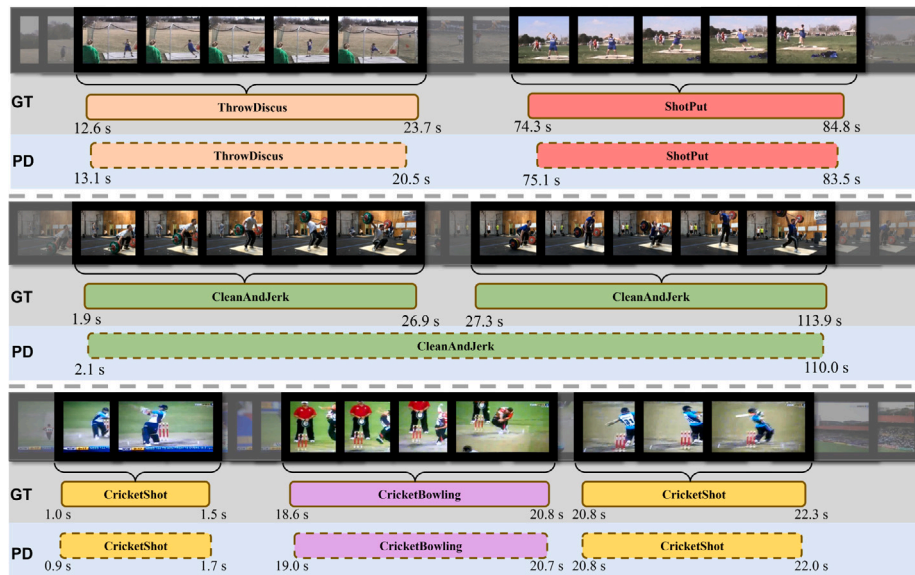 GT ThrowDiscus ShotPut
12.6 s 23.7 s 74.3 s 84.8 s
PD ThrowDiscus ShotPut
13.1 s 20.5 s 75.1 s 83.5 s
GT CleanAndJerk CleanAndJerk
1.9 s 26.9 s 27.3 s 113.9 s
PD CleanAndJerk
2.1 s 110.0 s
GT CricketShot CricketBowling CricketShot
1.0 s 1.5 s 18.6 s 20.8 s 20.8 s 22.3 s
PD CricketShot CricketBowling CricketShot
0.9 s 1.7 s 19.0 s 20.7 s 20.8 s 22.0 s